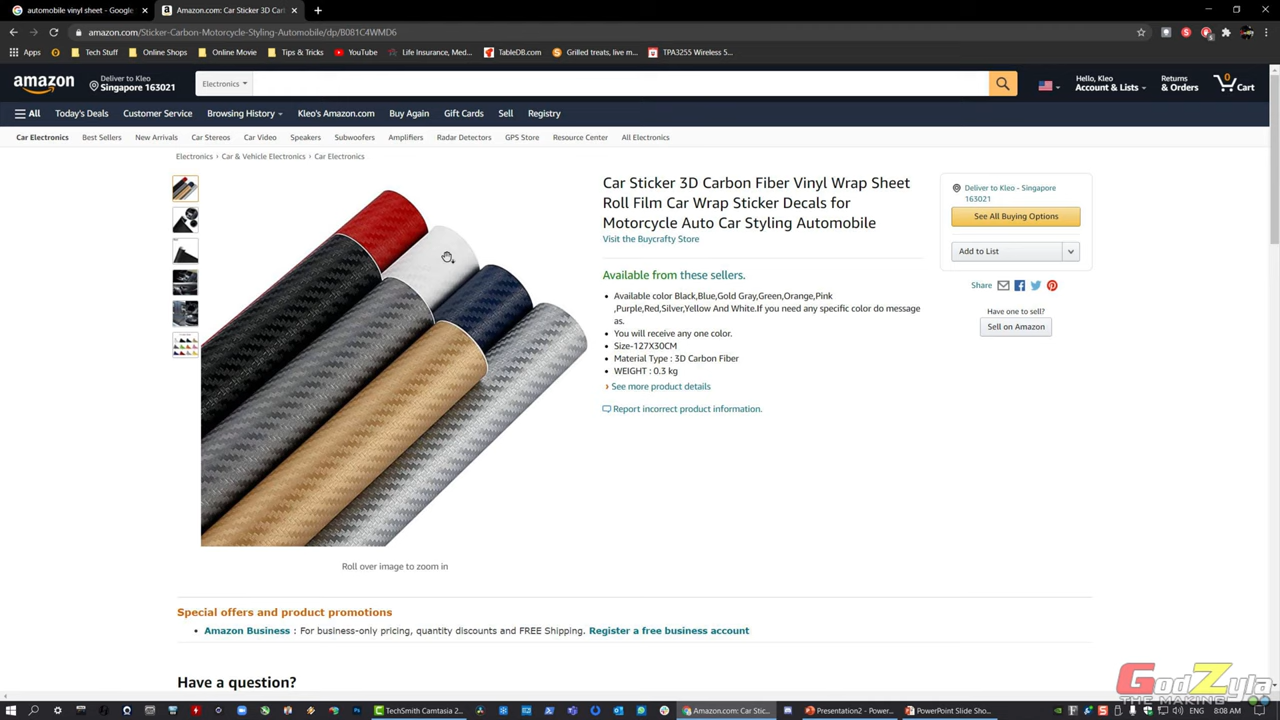 automobile vinyl sheet - Google
Amazon.com: Car Sticker 3D Carl
amazon.com/Sticker-Carbon-Motorcycle-Styling-Automobile/dp/B081C4WMD6
Apps
Tech Stuff
Online Shops
Online Movie
Tips & Tricks
YouTube
Life Insurance, Med...
TableDB.com
Grilled treats, live m...
TPA3255 Wireless 5...
amazon
Deliver to Kleo
Singapore 163021
Electronics
Hello, Kleo
Account & Lists
Returns
& Orders
0
Cart
All
Today's Deals
Customer Service
Browsing History
Kleo's Amazon.com
Buy Again
Gift Cards
Sell
Registry
Car Electronics
Best Sellers
New Arrivals
Car Stereos
Car Video
Speakers
Subwoofers
Amplifiers
Radar Detectors
GPS Store
Resource Center
All Electronics
Electronics › Car & Vehicle Electronics › Car Electronics
Car Sticker 3D Carbon Fiber Vinyl Wrap Sheet
Roll Film Car Wrap Sticker Decals for
Motorcycle Auto Car Styling Automobile
Visit the Buycrafty Store
Available from these sellers.
• Available color Black,Blue,Gold Gray,Green,Orange,Pink
,Purple,Red,Silver,Yellow And White.If you need any specific color do message
as.
• You will receive any one color.
• Size-127X30CM
• Material Type : 3D Carbon Fiber
• WEIGHT : 0.3 kg
› See more product details
Report incorrect product information.
Deliver to Kleo - Singapore
163021
See All Buying Options
Add to List
Share
Have one to sell?
Sell on Amazon
Roll over image to zoom in
Special offers and product promotions
• Amazon Business : For business-only pricing, quantity discounts and FREE Shipping. Register a free business account
Have a question?
GodZyla
THE MAKING
TechSmith Camtasia 2...
Amazon.com: Car Stic...
Presentation2 - Power...
PowerPoint Slide Sho...
ENG
8:08 AM